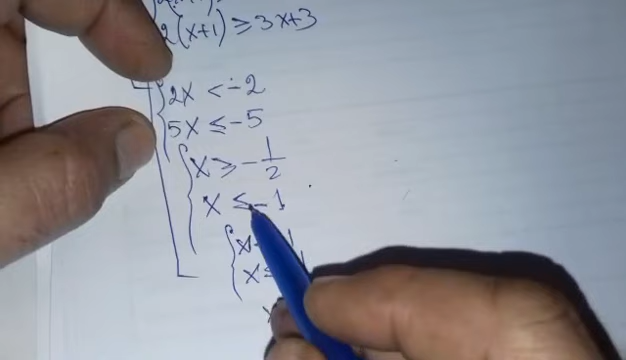 2(x+1) ≥ 3x+3
2x < -2
5x ≤ -5
x ≥ -1/2
x ≤ -1